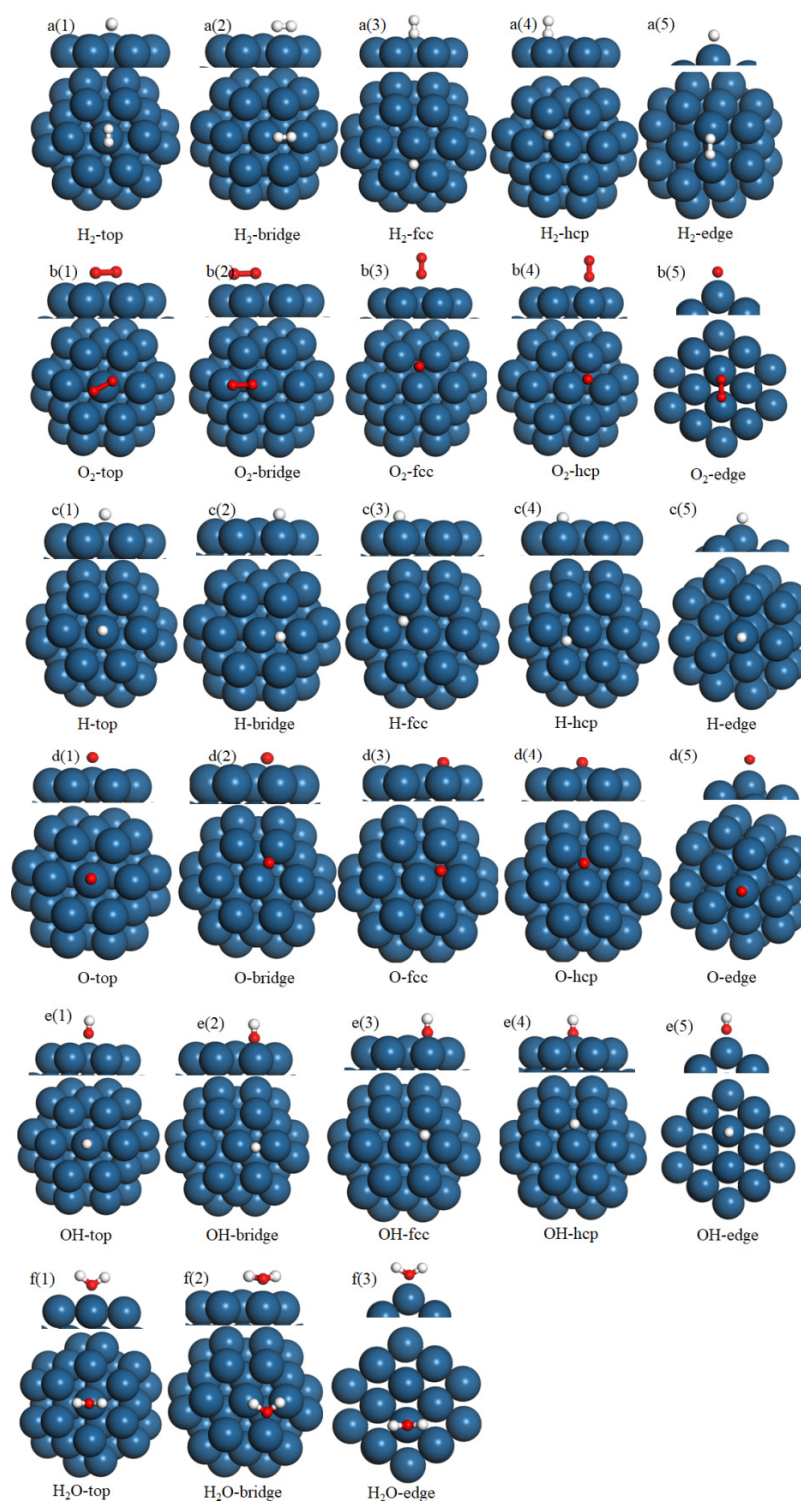 a(1) a(2) a(3) a(4) a(5)
H₂-top H₂-bridge H₂-fcc H₂-hcp H₂-edge
b(1) b(2) b(3) b(4) b(5)
O₂-top O₂-bridge O₂-fcc O₂-hcp O₂-edge
c(1) c(2) c(3) c(4) c(5)
H-top H-bridge H-fcc H-hcp H-edge
d(1) d(2) d(3) d(4) d(5)
O-top O-bridge O-fcc O-hcp O-edge
e(1) e(2) e(3) e(4) e(5)
OH-top OH-bridge OH-fcc OH-hcp OH-edge
f(1) f(2) f(3)
H₂O-top H₂O-bridge H₂O-edge